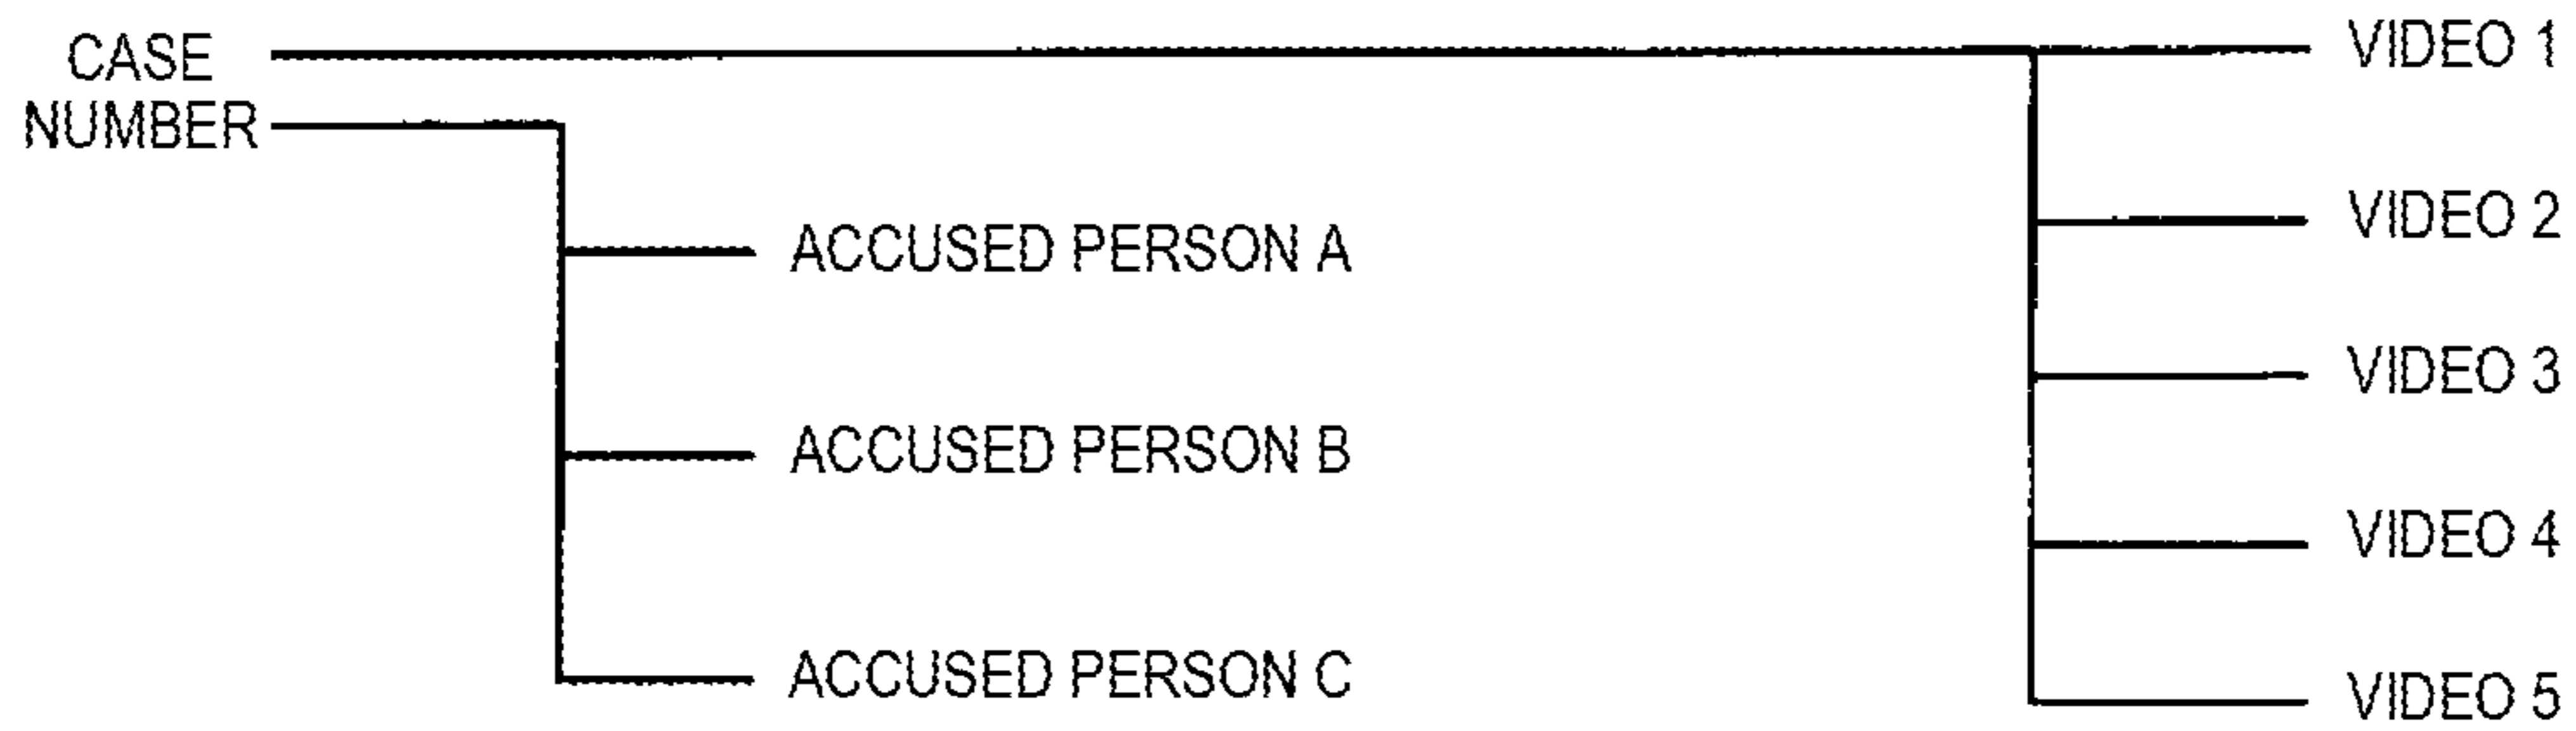 CASE
NUMBER
ACCUSED PERSON A
ACCUSED PERSON B
ACCUSED PERSON C
VIDEO 1
VIDEO 2
VIDEO 3
VIDEO 4
VIDEO 5